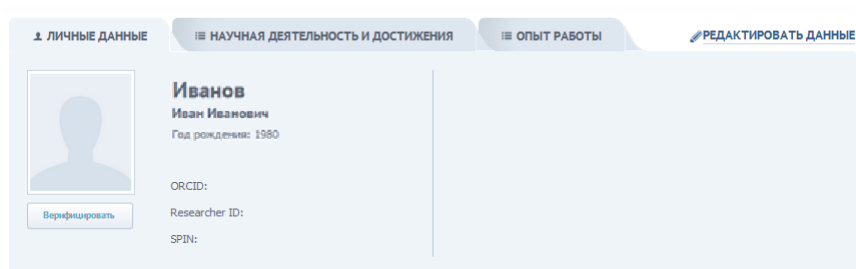 ЛИЧНЫЕ ДАННЫЕ
НАУЧНАЯ ДЕЯТЕЛЬНОСТЬ И ДОСТИЖЕНИЯ
ОПЫТ РАБОТЫ
РЕДАКТИРОВАТЬ ДАННЫЕ
Иванов
Иван Иванович
Год рождения: 1980
ORCID:
Верифицировать
Researcher ID:
SPIN: